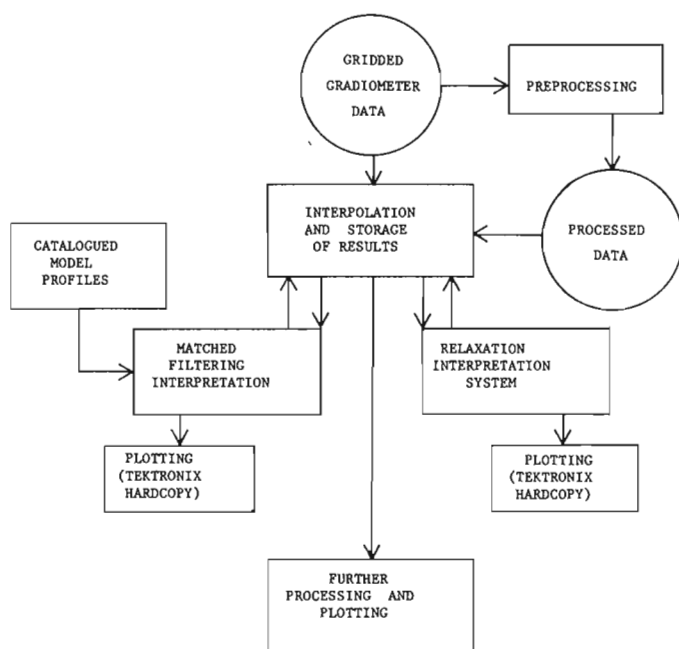 GRIDDED
GRADIOMETER
DATA
PREPROCESSING
INTERPOLATION
AND STORAGE
OF RESULTS
PROCESSED
DATA
CATALOGUED
MODEL
PROFILES
MATCHED
FILTERING
INTERPRETATION
RELAXATION
INTERPRETATION
SYSTEM
PLOTTING
(TEKTRONIX
HARDCOPY)
PLOTTING
(TEKTRONIX
HARDCOPY)
FURTHER
PROCESSING AND
PLOTTING